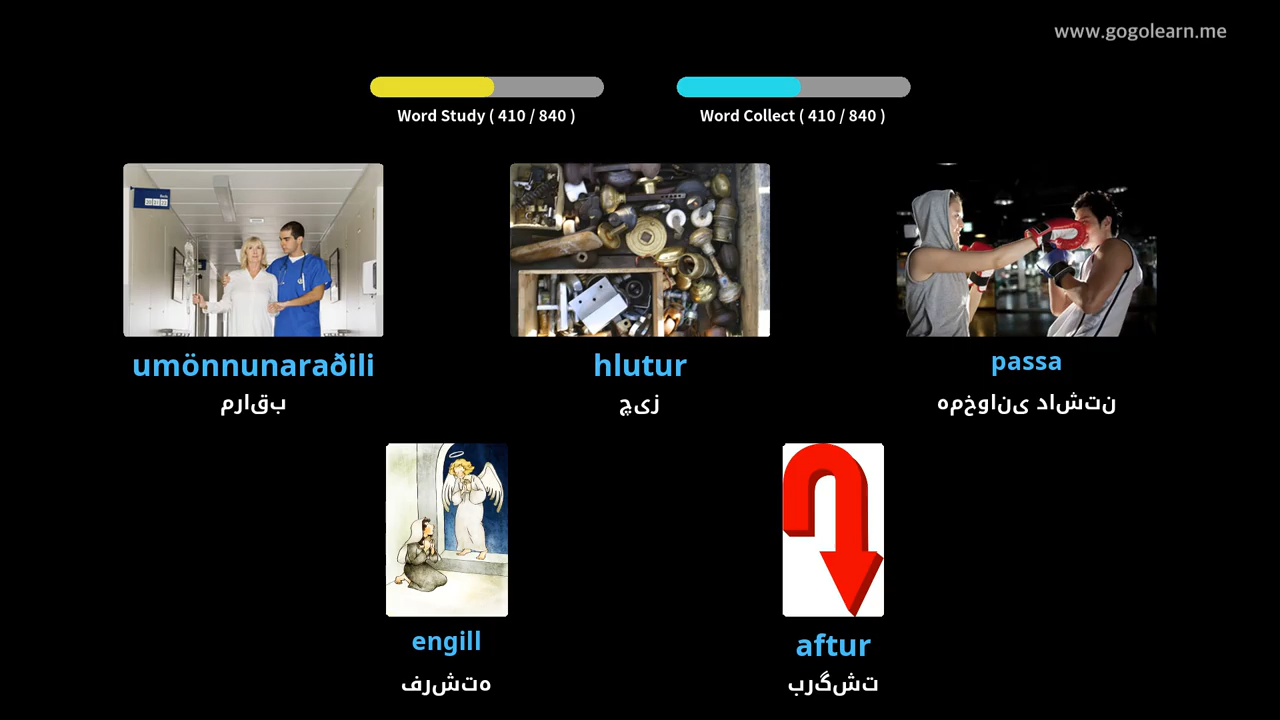 www.gogolearn.me
Word Study ( 410 / 840 )
Word Collect ( 410 / 840 )
umönnunaraðili
بقارم
hlutur
زیچ
passa
نتشاد یناوخمه
engill
هتشرف
aftur
تشگرب